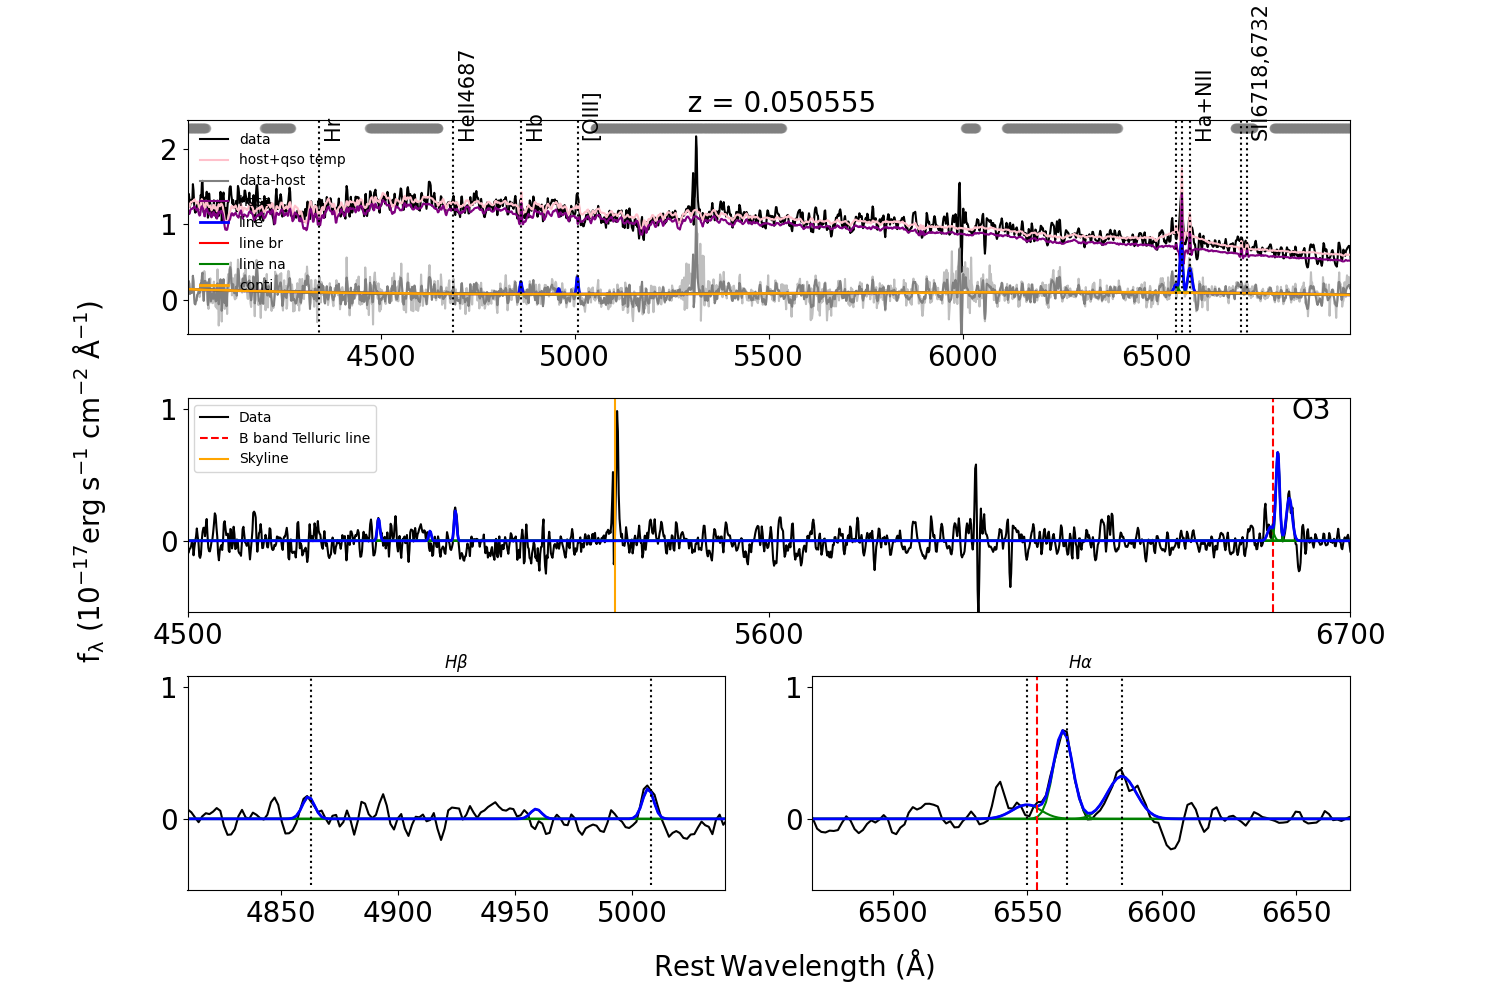 z = 0.050555
Hr
HeII4687
Hb
[OIII]
Ha+NII
SII6718,6732
data
host+qso temp
data-host
line
line br
line na
conti
2
1
0
4500 5000 5500 6000 6500
fλ (10⁻¹⁷erg s⁻¹ cm⁻² Å⁻¹)
Data
B band Telluric line
Skyline
O3
1
0
4500 5600 6700
Hβ
1
0
4850 4900 4950 5000
Hα
1
0
6500 6550 6600 6650
Rest Wavelength (Å)